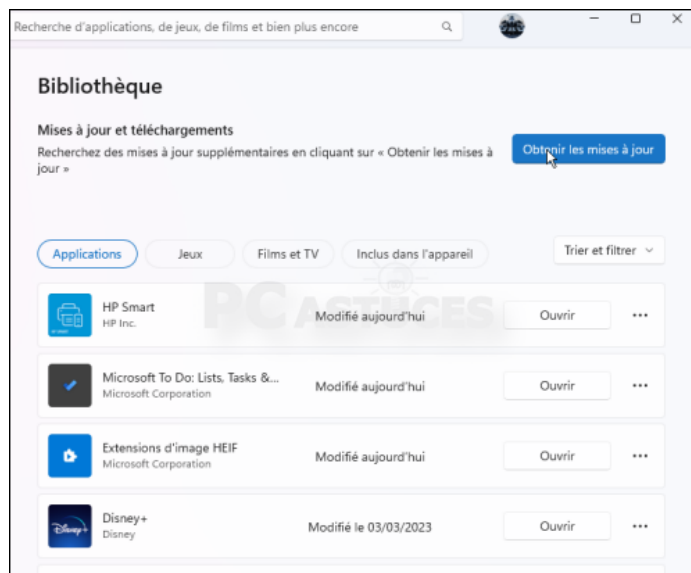 Recherche d'applications, de jeux, de films et bien plus encore
Bibliothèque
Mises à jour et téléchargements
Recherchez des mises à jour supplémentaires en cliquant sur « Obtenir les mises à
jour »
Obtenir les mises à jour
Applications
Jeux
Films et TV
Inclus dans l'appareil
Trier et filtrer
PC ASTUCES
HP Smart
HP Inc.
Modifié aujourd'hui
Ouvrir
Microsoft To Do: Lists, Tasks &...
Microsoft Corporation
Modifié aujourd'hui
Ouvrir
Extensions d'image HEIF
Microsoft Corporation
Modifié aujourd'hui
Ouvrir
Disney+
Disney+
Disney
Modifié le 03/03/2023
Ouvrir